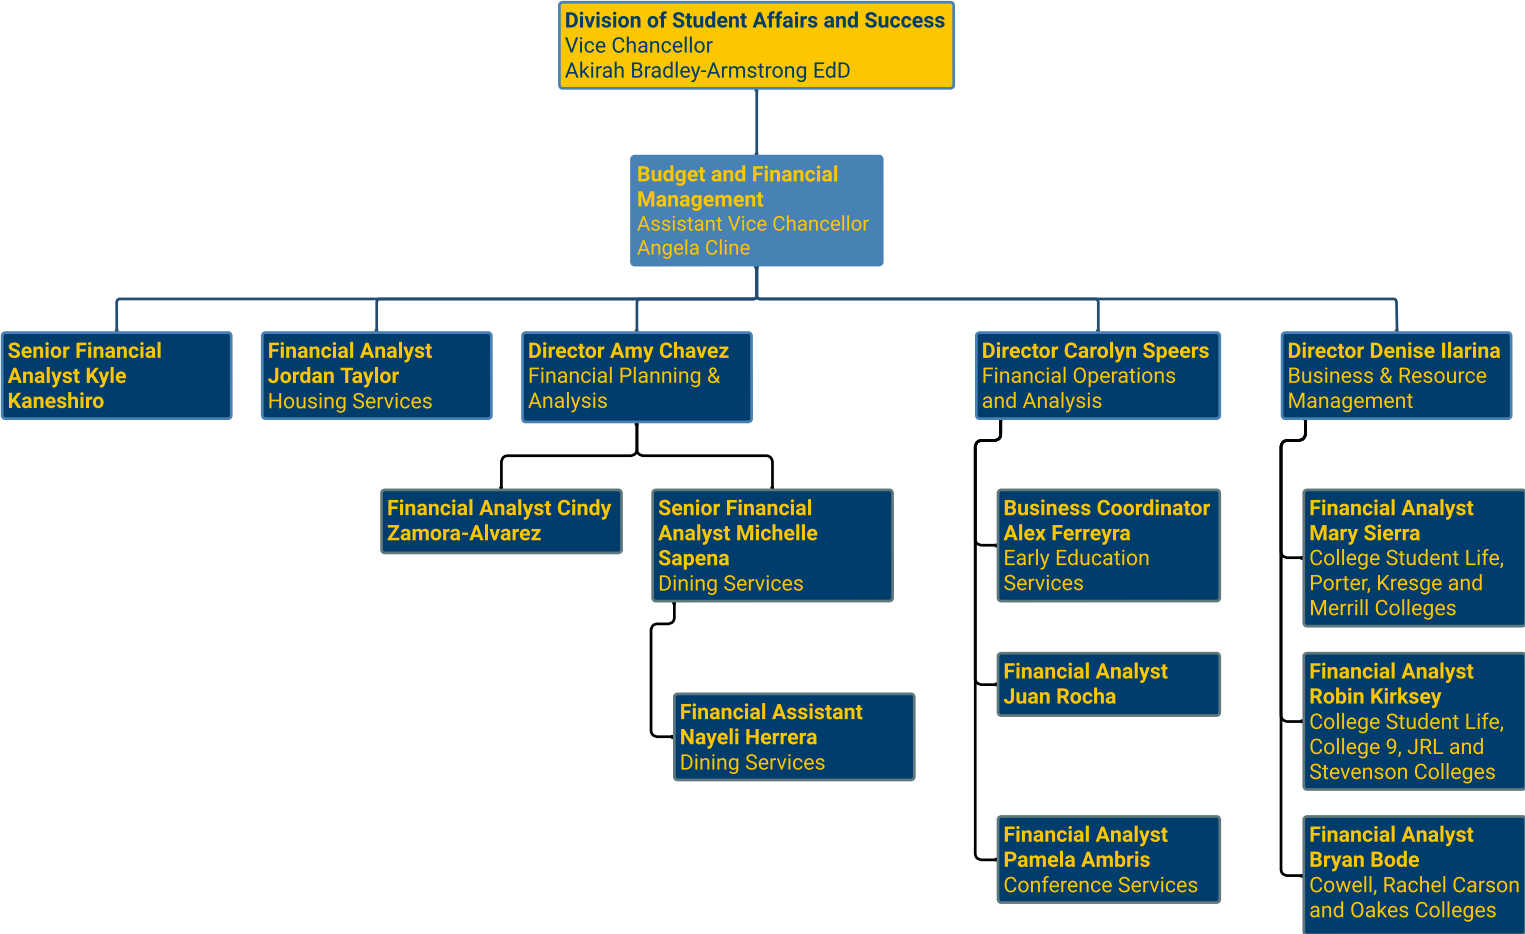 Division of Student Affairs and Success
Vice Chancellor
Akirah Bradley-Armstrong EdD
Budget and Financial
Management
Assistant Vice Chancellor
Angela Cline
Senior Financial
Analyst Kyle
Kaneshiro
Financial Analyst
Jordan Taylor
Housing Services
Director Amy Chavez
Financial Planning &
Analysis
Director Carolyn Speers
Financial Operations
and Analysis
Director Denise Ilarina
Business & Resource
Management
Financial Analyst Cindy
Zamora-Alvarez
Senior Financial
Analyst Michelle
Sapena
Dining Services
Financial Assistant
Nayeli Herrera
Dining Services
Business Coordinator
Alex Ferreyra
Early Education
Services
Financial Analyst
Juan Rocha
Financial Analyst
Pamela Ambris
Conference Services
Financial Analyst
Mary Sierra
College Student Life,
Porter, Kresge and
Merrill Colleges
Financial Analyst
Robin Kirksey
College Student Life,
College 9, JRL and
Stevenson Colleges
Financial Analyst
Bryan Bode
Cowell, Rachel Carson
and Oakes Colleges